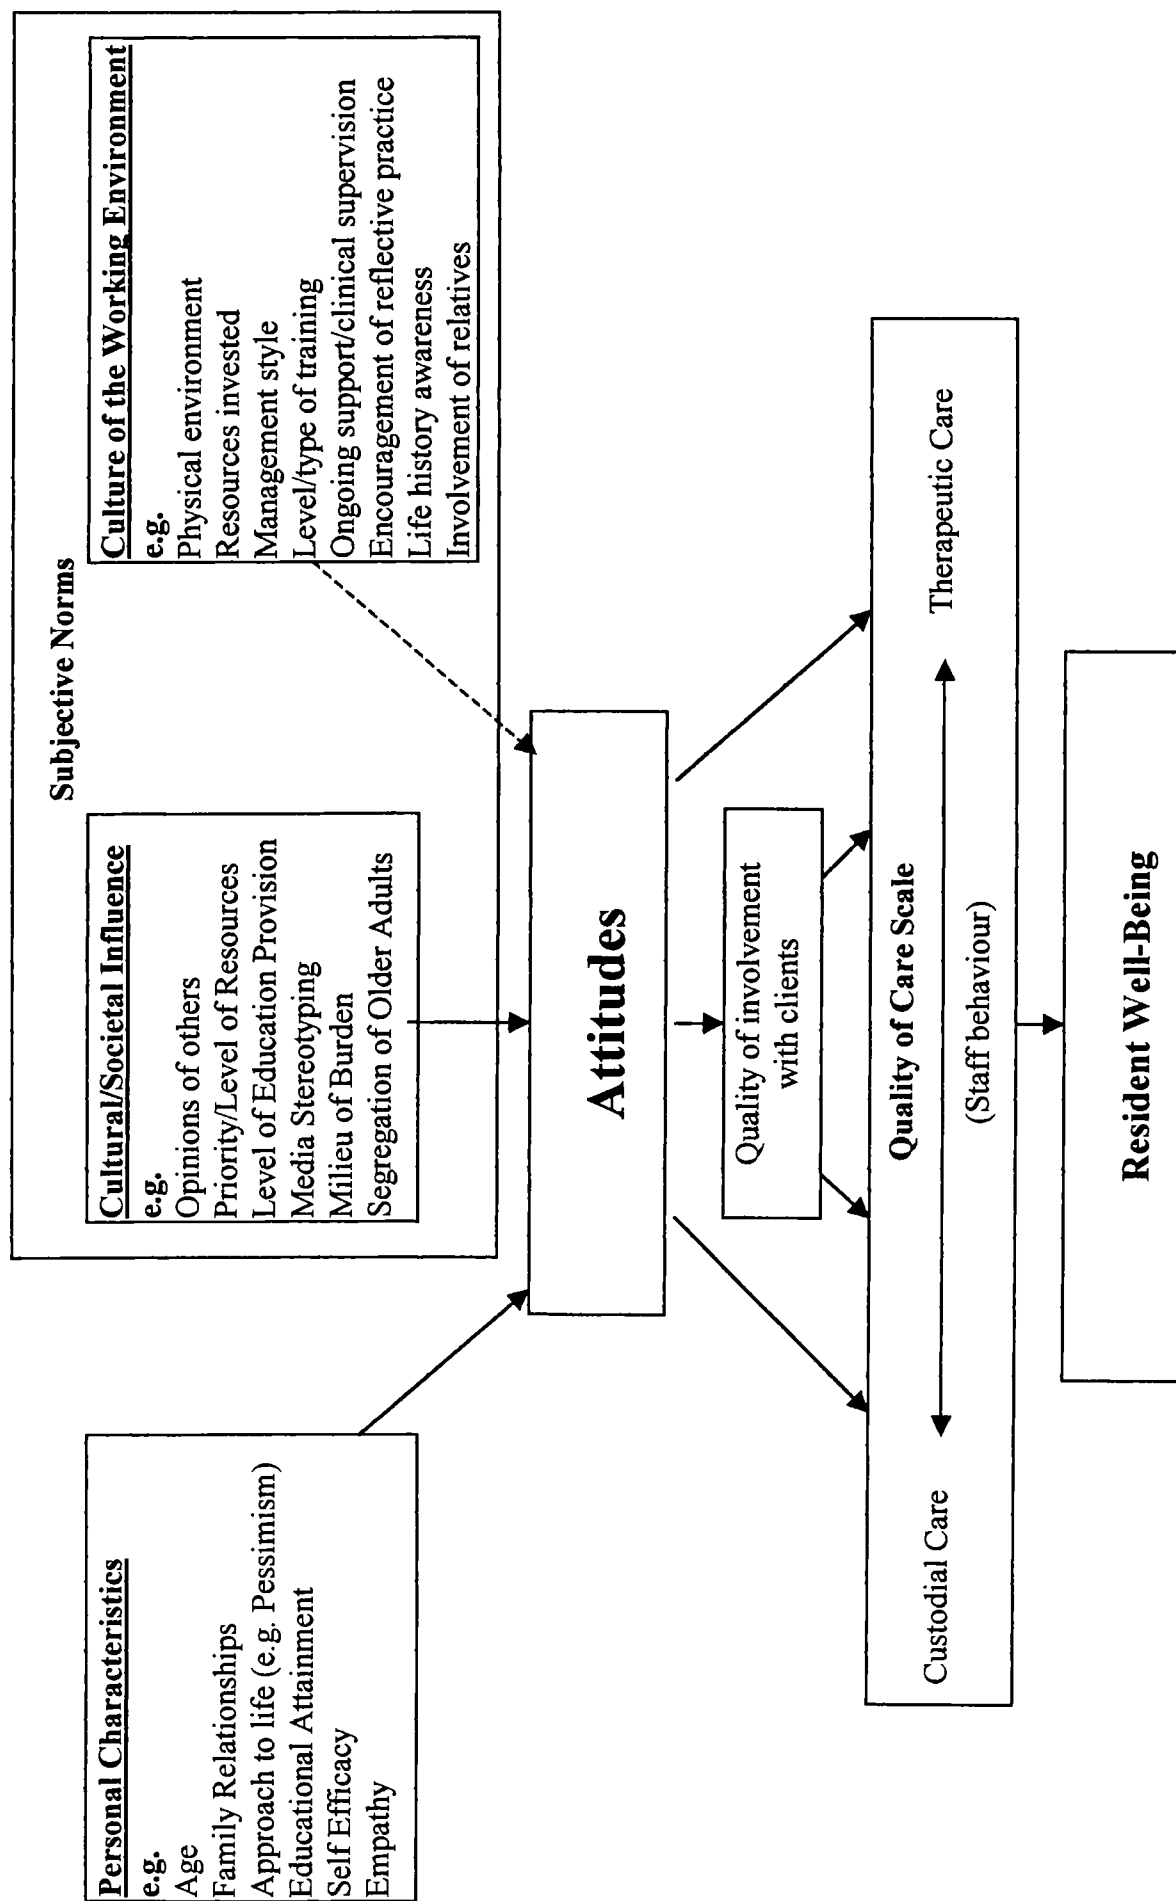 Subjective Norms
Personal Characteristics
e.g.
Age
Family Relationships
Approach to life (e.g. Pessimism)
Educational Attainment
Self Efficacy
Empathy
Cultural/Societal Influence
e.g.
Opinions of others
Priority/Level of Resources
Level of Education Provision
Media Stereotyping
Milieu of Burden
Segregation of Older Adults
Culture of the Working Environment
e.g.
Physical environment
Resources invested
Management style
Level/type of training
Ongoing support/clinical supervision
Encouragement of reflective practice
Life history awareness
Involvement of relatives
Attitudes
Quality of involvement
with clients
Quality of Care Scale
Custodial Care
Therapeutic Care
(Staff behaviour)
Resident Well-Being